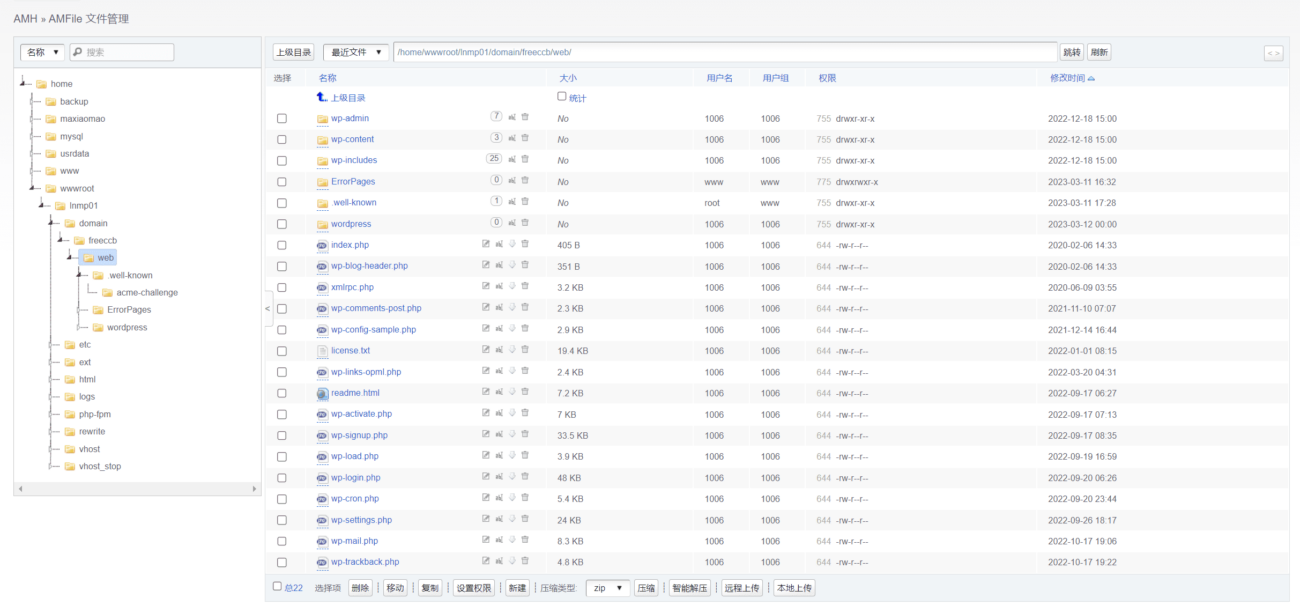 AMH » AMFile 文件管理
名称 ▼ 搜索
home
backup
maxiaomao
mysql
usrdata
www
wwwroot
lnmp01
domain
freeccb
web
.well-known
acme-challenge
ErrorPages
wordpress
etc
ext
html
logs
php-fpm
rewrite
vhost
vhost_stop
上级目录 最近文件 ▼ /home/wwwroot/lnmp01/domain/freeccb/web/ 跳转 刷新 < >
选择 名称 大小 用户名 用户组 权限 修改时间
上级目录 统计
wp-admin 7 No 1006 1006 755 drwxr-xr-x 2022-12-18 15:00
wp-content 3 No 1006 1006 755 drwxr-xr-x 2022-12-18 15:00
wp-includes 25 No 1006 1006 755 drwxr-xr-x 2022-12-18 15:00
ErrorPages 0 No www www 775 drwxrwxr-x 2023-03-11 16:32
.well-known 1 No root www 755 drwxr-xr-x 2023-03-11 17:28
wordpress 0 No 1006 1006 755 drwxr-xr-x 2023-03-12 00:00
index.php 405 B 1006 1006 644 -rw-r--r-- 2020-02-06 14:33
wp-blog-header.php 351 B 1006 1006 644 -rw-r--r-- 2020-02-06 14:33
xmlrpc.php 3.2 KB 1006 1006 644 -rw-r--r-- 2020-06-09 03:55
< wp-comments-post.php 2.3 KB 1006 1006 644 -rw-r--r-- 2021-11-10 07:07
wp-config-sample.php 2.9 KB 1006 1006 644 -rw-r--r-- 2021-12-14 16:44
license.txt 19.4 KB 1006 1006 644 -rw-r--r-- 2022-01-01 08:15
wp-links-opml.php 2.4 KB 1006 1006 644 -rw-r--r-- 2022-03-20 04:31
readme.html 7.2 KB 1006 1006 644 -rw-r--r-- 2022-09-17 06:27
wp-activate.php 7 KB 1006 1006 644 -rw-r--r-- 2022-09-17 07:13
wp-signup.php 33.5 KB 1006 1006 644 -rw-r--r-- 2022-09-17 08:35
wp-load.php 3.9 KB 1006 1006 644 -rw-r--r-- 2022-09-19 16:59
wp-login.php 48 KB 1006 1006 644 -rw-r--r-- 2022-09-20 06:26
wp-cron.php 5.4 KB 1006 1006 644 -rw-r--r-- 2022-09-20 23:44
wp-settings.php 24 KB 1006 1006 644 -rw-r--r-- 2022-09-26 18:17
wp-mail.php 8.3 KB 1006 1006 644 -rw-r--r-- 2022-10-17 19:06
wp-trackback.php 4.8 KB 1006 1006 644 -rw-r--r-- 2022-10-17 19:22
总22 选择项 删除 | 移动 | 复制 | 设置权限 | 新建 | 压缩类型: zip ▼ 压缩 | 智能解压 | 远程上传 | 本地上传